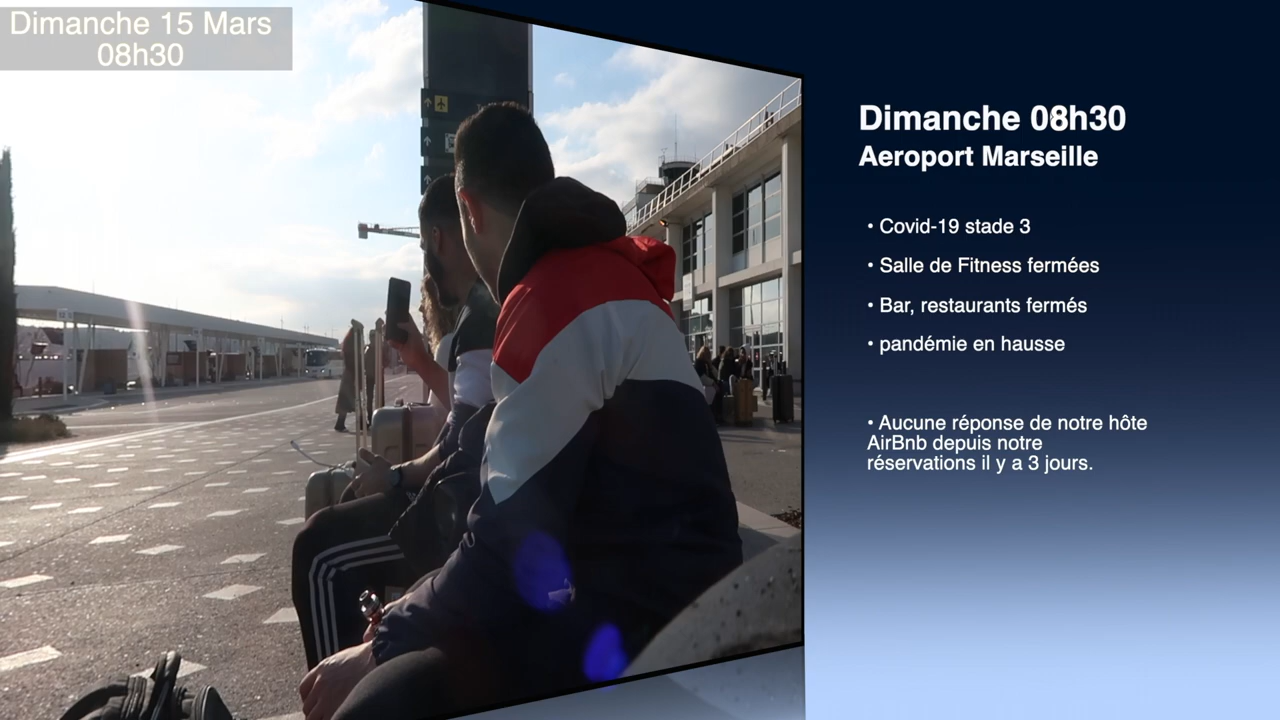 Dimanche 15 Mars
08h30
Dimanche 08h30
Aeroport Marseille
• Covid-19 stade 3
• Salle de Fitness fermées
• Bar, restaurants fermés
• pandémie en hausse
• Aucune réponse de notre hôte
AirBnb depuis notre
réservations il y a 3 jours.